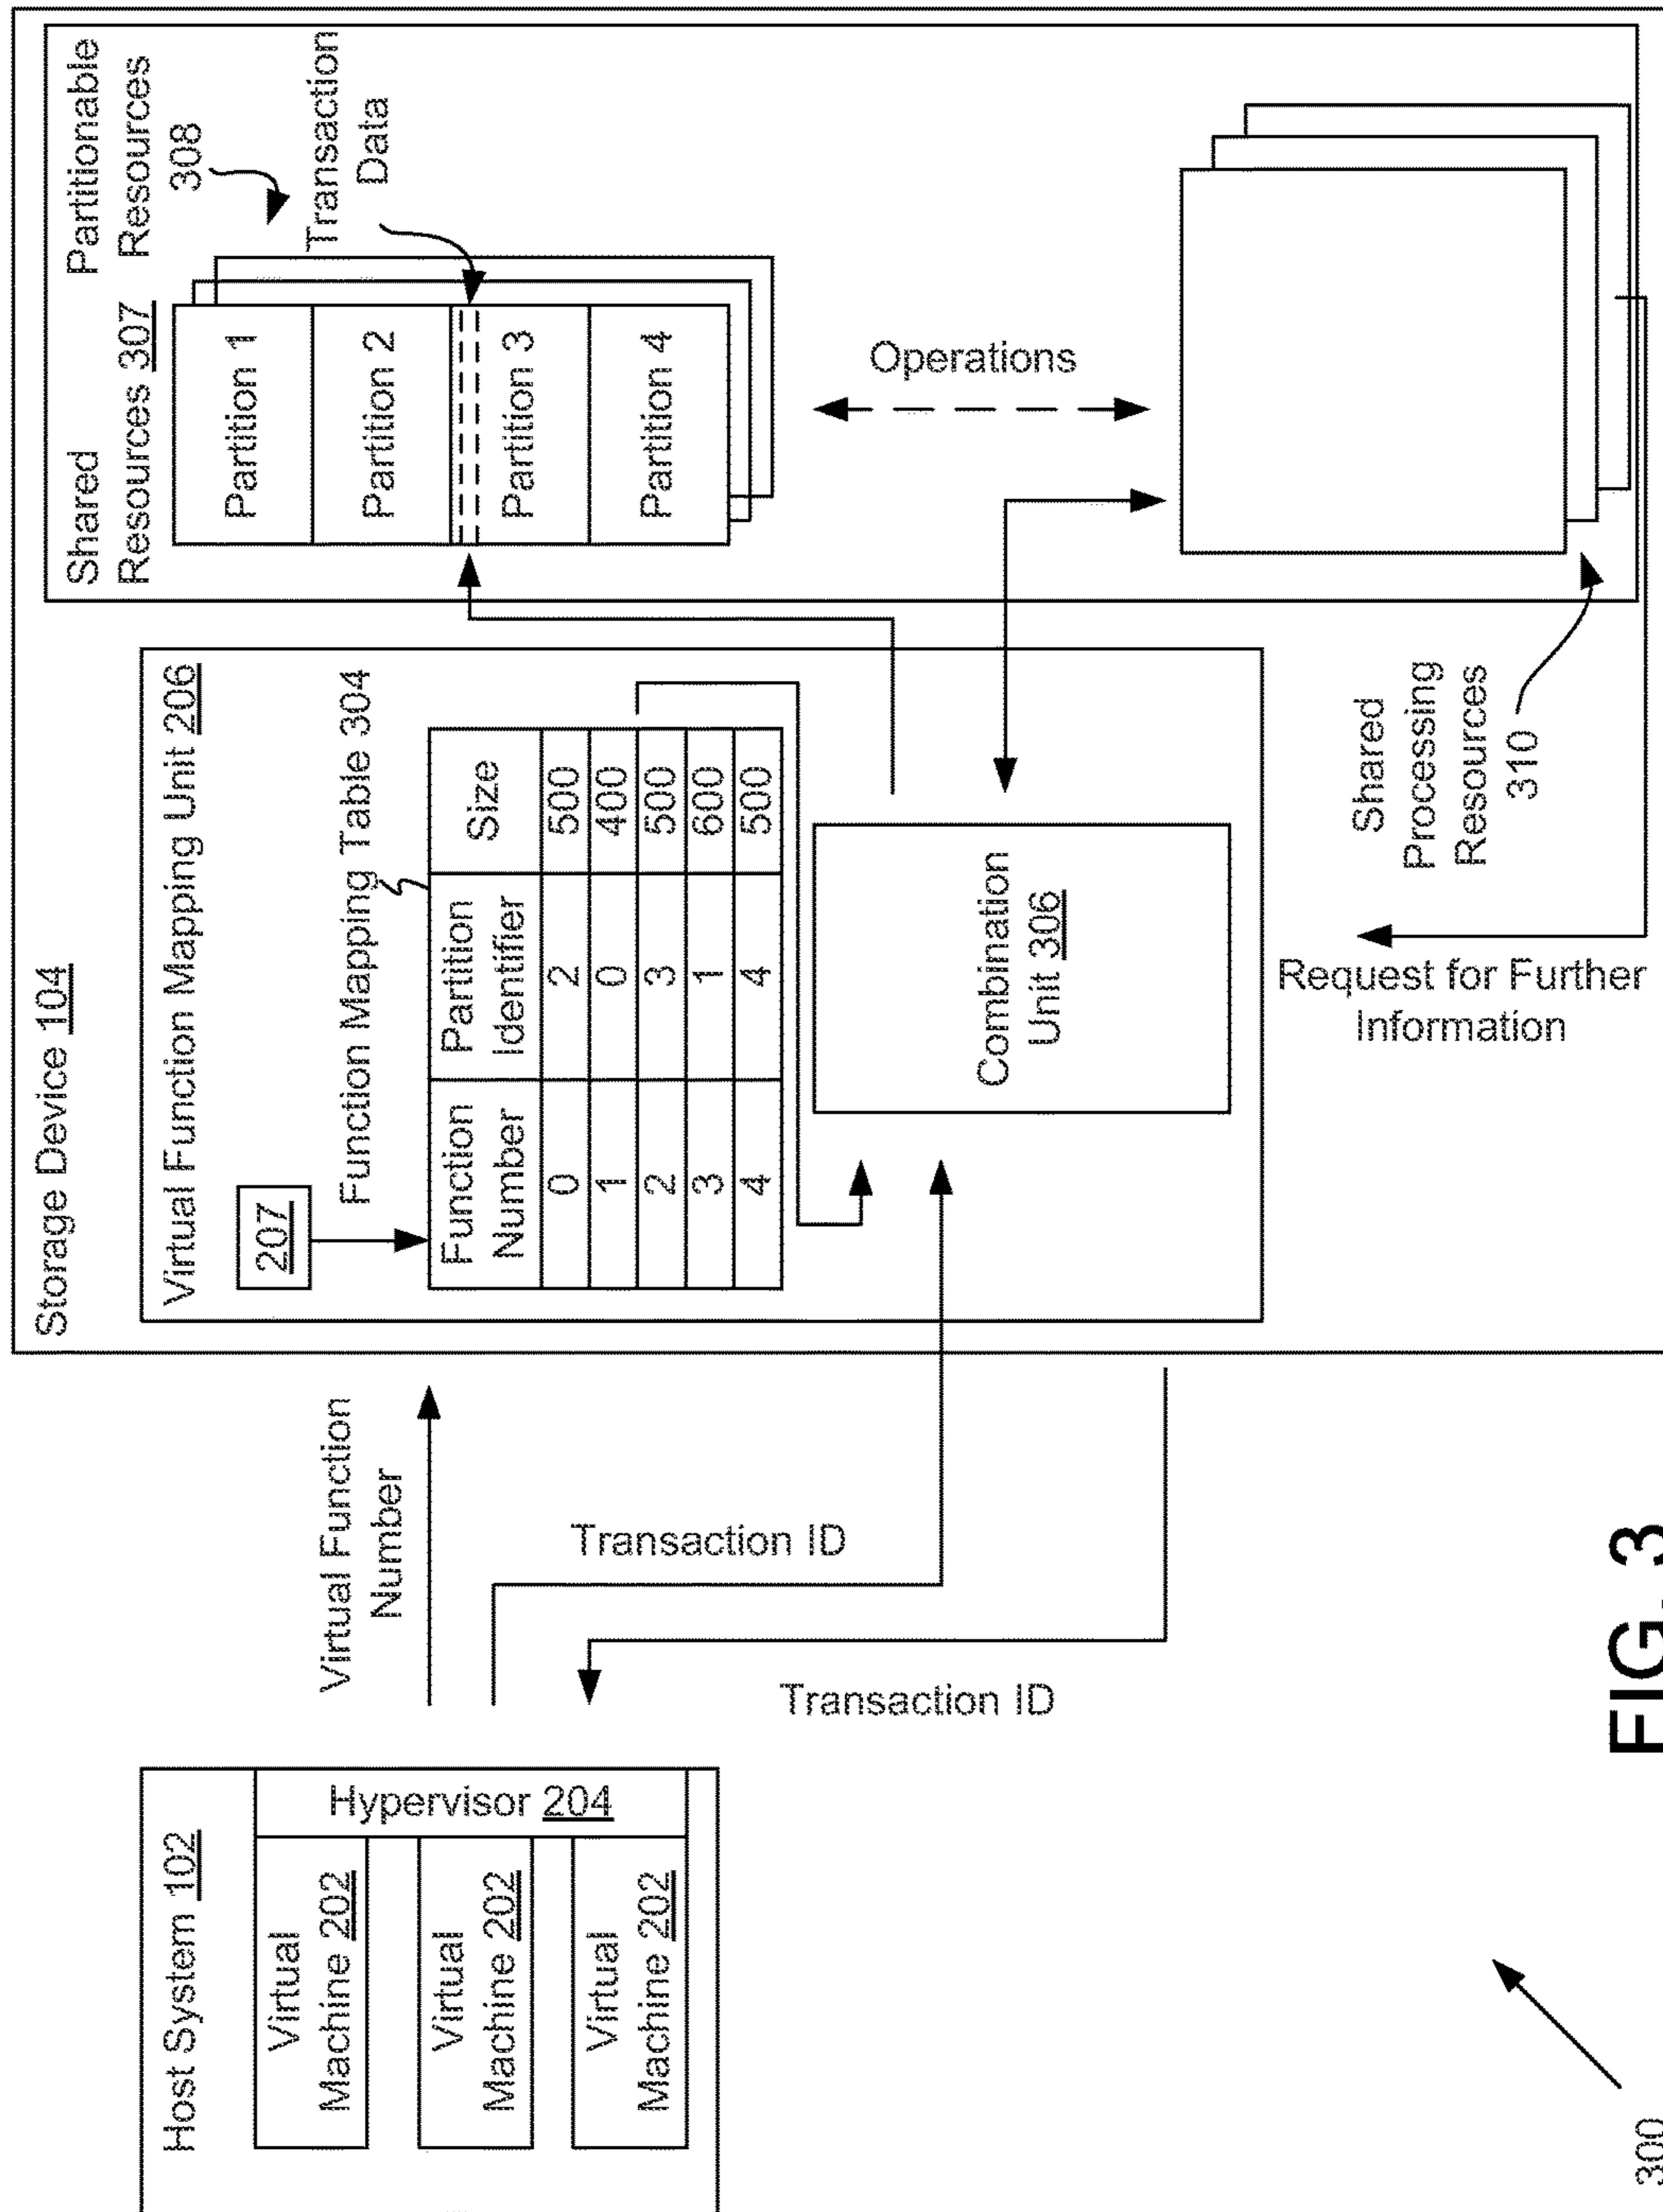 Host System 102
Virtual
Machine 202
Virtual
Machine 202
Virtual
Machine 202
Hypervisor 204
Virtual Function
Number
Transaction ID
Transaction ID
Storage Device 104
Virtual Function Mapping Unit 206
207
Function Mapping Table 304
Function Number Partition Identifier Size
0 2 500
1 0 400
2 3 500
3 1 600
4 4 500
Combination
Unit 306
Shared
Resources 307
Partitionable
Resources
308
Partition 1
Partition 2
Partition 3
Partition 4
Transaction
Data
Operations
Shared
Processing
Resources
310
Request for Further
Information
300
FIG. 3